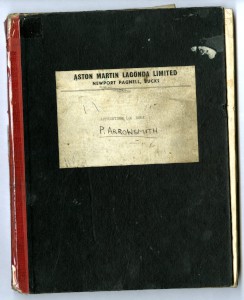 ASTON MARTIN LAGONDA LIMITED
NEWPORT PAGNELL, BUCKS
P. ARROWSMITH